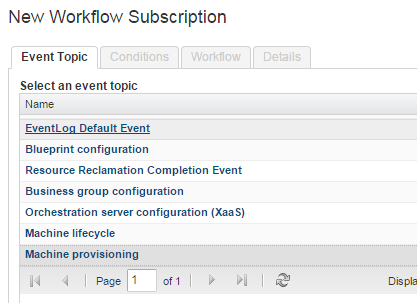 New Workflow Subscription
Event Topic Conditions Workflow Details
Select an event topic
Name
EventLog Default Event
Blueprint configuration
Resource Reclamation Completion Event
Business group configuration
Orchestration server configuration (XaaS)
Machine lifecycle
Machine provisioning
Page 1 of 1 Displa